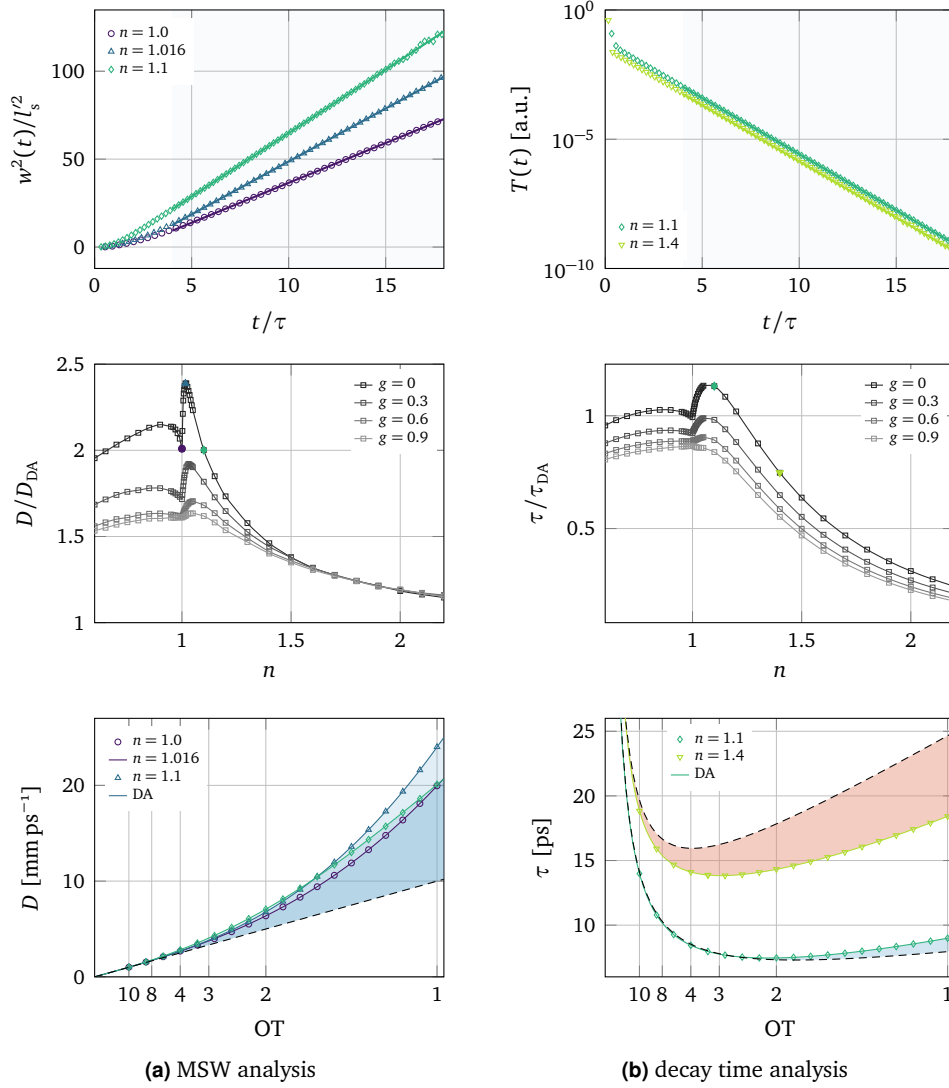 w²(t)/l′ₛ²
100
50
0
n = 1.0
n = 1.016
n = 1.1
0 5 10 15
t/τ
T(t) [a.u.]
10⁰
10⁻⁵
10⁻¹⁰
n = 1.1
n = 1.4
0 5 10 15
t/τ
D/D_DA
2.5
2
1.5
1
g = 0
g = 0.3
g = 0.6
g = 0.9
1 1.5 2
n
τ/τ_DA
1
0.5
g = 0
g = 0.3
g = 0.6
g = 0.9
1 1.5 2
n
D [mm ps⁻¹]
20
10
0
n = 1.0
n = 1.016
n = 1.1
DA
10 8 4 3 2 1
OT
τ [ps]
25
20
15
10
n = 1.1
n = 1.4
DA
10 8 4 3 2 1
OT
(a) MSW analysis
(b) decay time analysis